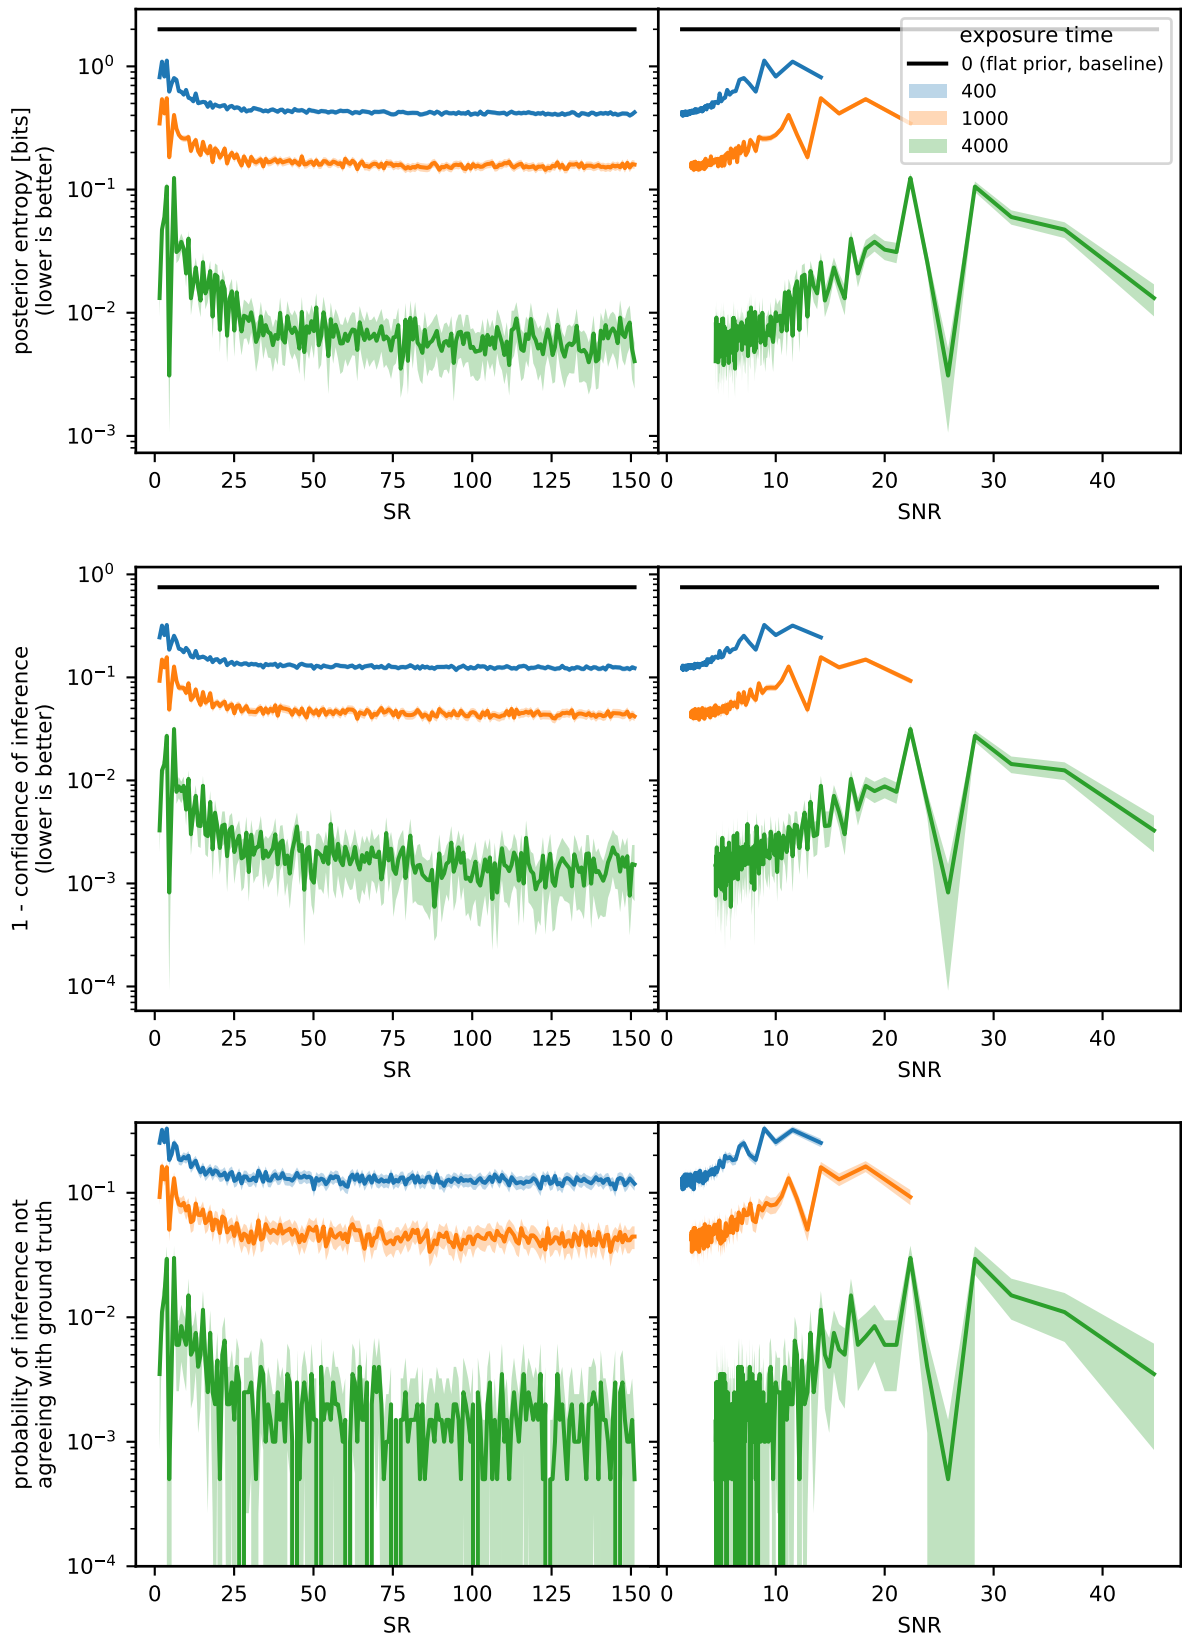 posterior entropy [bits]
(lower is better)
10⁰
10⁻¹
10⁻²
10⁻³
0 25 50 75 100 125 150
SR
exposure time
0 (flat prior, baseline)
400
1000
4000
0 10 20 30 40
SNR
1 - confidence of inference
(lower is better)
10⁰
10⁻¹
10⁻²
10⁻³
10⁻⁴
0 25 50 75 100 125 150
SR
0 10 20 30 40
SNR
probability of inference not
agreeing with ground truth
10⁻¹
10⁻²
10⁻³
10⁻⁴
0 25 50 75 100 125 150
SR
0 10 20 30 40
SNR